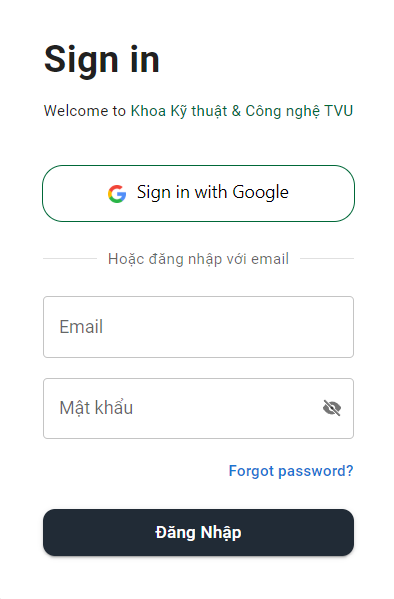 Sign in
Welcome to Khoa Kỹ thuật & Công nghệ TVU
Sign in with Google
Hoặc đăng nhập với email
Email
Mật khẩu
Forgot password?
Đăng Nhập